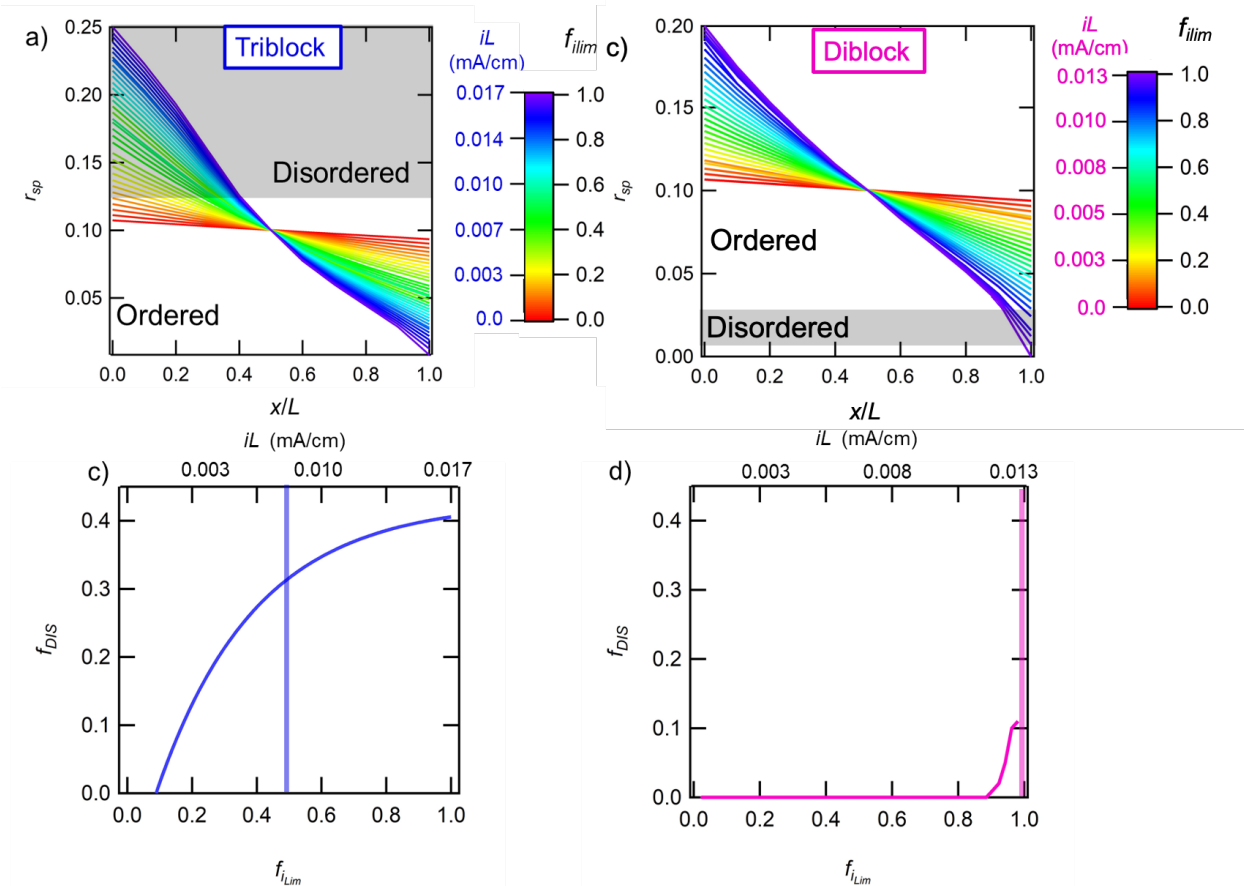 a)
Triblock
0.25
0.20
0.15
0.10
0.05
r_sp
Disordered
Ordered
0.0 0.2 0.4 0.6 0.8 1.0
x/L
iL
(mA/cm)
f_ilim
0.017
0.014
0.010
0.007
0.003
0.0
1.0
0.8
0.6
0.4
0.2
0.0
c)
Diblock
0.20
0.15
0.10
0.05
0.00
r_sp
Ordered
Disordered
0.0 0.2 0.4 0.6 0.8 1.0
x/L
iL
(mA/cm)
f_ilim
0.013
0.010
0.008
0.005
0.003
0.0
1.0
0.8
0.6
0.4
0.2
0.0
c)
iL (mA/cm)
0.003 0.010 0.017
0.4
0.3
0.2
0.1
0.0
f_DIS
0.0 0.2 0.4 0.6 0.8 1.0
f_i_Lim
d)
iL (mA/cm)
0.003 0.008 0.013
0.4
0.3
0.2
0.1
0.0
f_DIS
0.0 0.2 0.4 0.6 0.8 1.0
f_i_Lim